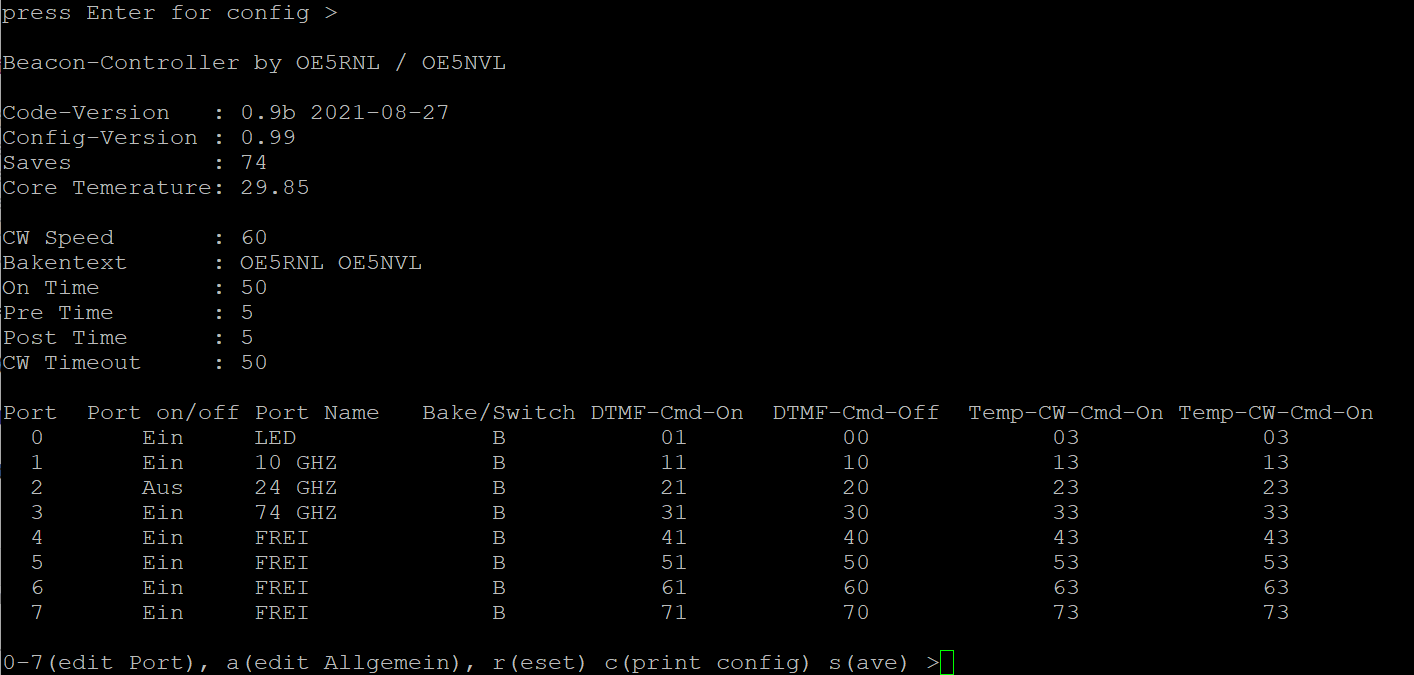 press Enter for config >
Beacon-Controller by OE5RNL / OE5NVL
Code-Version   : 0.9b 2021-08-27
Config-Version : 0.99
Saves          : 74
Core Temerature: 29.85
CW Speed       : 60
Bakentext      : OE5RNL OE5NVL
On Time        : 50
Pre Time       : 5
Post Time      : 5
CW Timeout     : 50
Port  Port on/off Port Name   Bake/Switch DTMF-Cmd-On  DTMF-Cmd-Off  Temp-CW-Cmd-On Temp-CW-Cmd-On
0       Ein     LED              B           01           00             03             03
1       Ein     10 GHZ           B           11           10             13             13
2       Aus     24 GHZ           B           21           20             23             23
3       Ein     74 GHZ           B           31           30             33             33
4       Ein     FREI             B           41           40             43             43
5       Ein     FREI             B           51           50             53             53
6       Ein     FREI             B           61           60             63             63
7       Ein     FREI             B           71           70             73             73
0-7(edit Port), a(edit Allgemein), r(eset) c(print config) s(ave) >